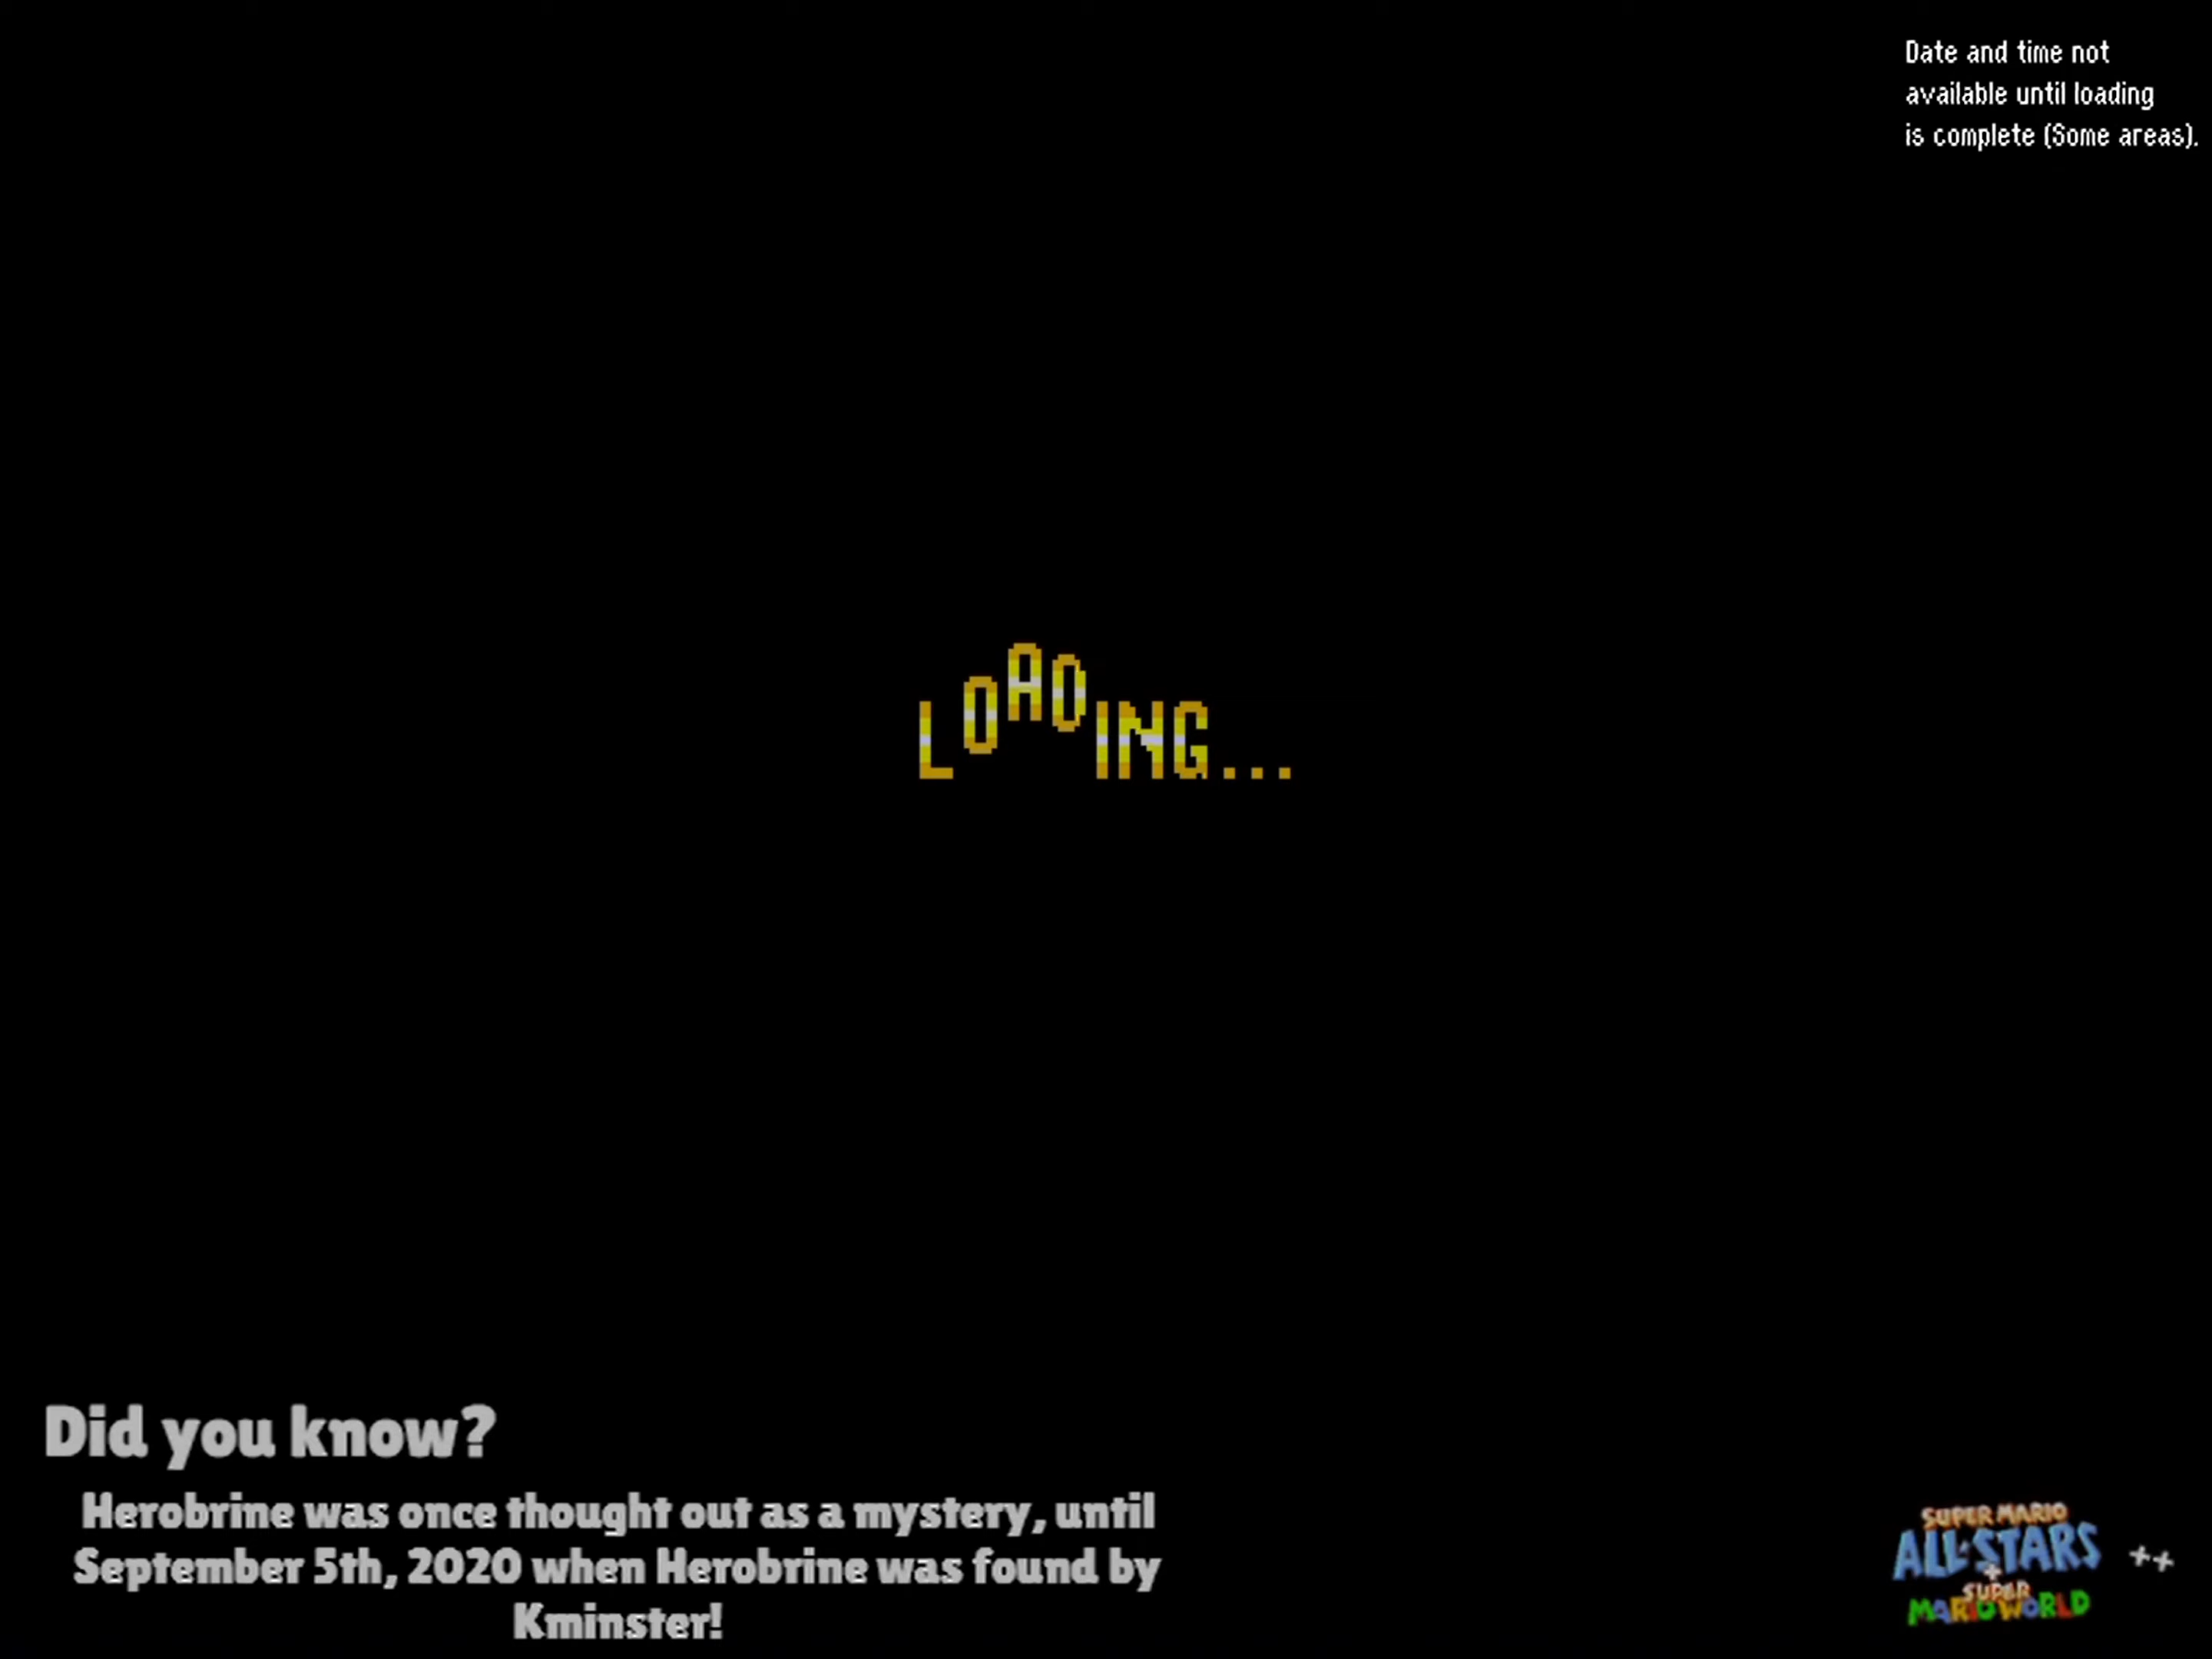 Date and time not
available until loading
is complete (Some areas).
LOADING...
Did you know?
Herobrine was once thought out as a mystery, until
September 5th, 2020 when Herobrine was found by
Kminster!
SUPER MARIO
ALL-STARS
+
SUPER
MARIO WORLD
++